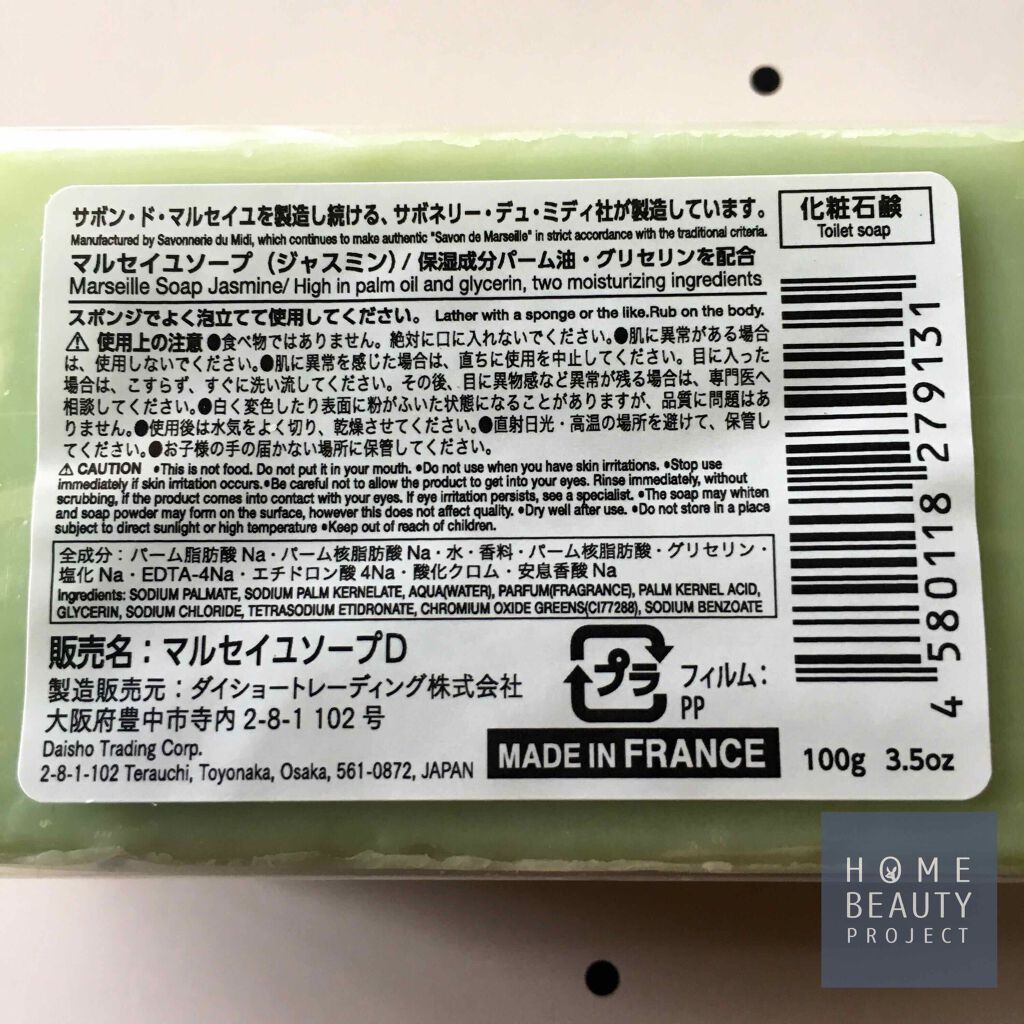 サボン・ド・マルセイユを製造し続ける、サボネリー・デュ・ミディ社が製造しています。
Manufactured by Savonnerie du Midi, which continues to make authentic "Savon de Marseille" in strict accordance with the traditional criteria.
化粧石鹸
Toilet soap
マルセイユソープ（ジャスミン）/ 保湿成分パーム油・グリセリンを配合
Marseille Soap Jasmine/ High in palm oil and glycerin, two moisturizing ingredients
スポンジでよく泡立てて使用してください。 Lather with a sponge or the like.Rub on the body.
⚠ 使用上の注意 ●食べ物ではありません。絶対に口に入れないでください。●肌に異常がある場合
は、使用しないでください。●肌に異常を感じた場合は、直ちに使用を中止してください。目に入った
場合は、こすらず、すぐに洗い流してください。その後、目に異物感など異常が残る場合は、専門医へ
相談してください。●白く変色したり表面に粉がふいた状態になることがありますが、品質に問題はあ
りません。●使用後は水気をよく切り、乾燥させてください。●直射日光・高温の場所を避けて、保管し
てください。●お子様の手の届かない場所に保管してください。
⚠ CAUTION •This is not food. Do not put it in your mouth. •Do not use when you have skin irritations. •Stop use
immediately if skin irritation occurs.•Be careful not to allow the product to get into your eyes. Rinse immediately, without
scrubbing, if the product comes into contact with your eyes. If eye irritation persists, see a specialist. •The soap may whiten
and soap powder may form on the surface, however this does not affect quality. •Dry well after use. •Do not store in a place
subject to direct sunlight or high temperature •Keep out of reach of children.
全成分：パーム脂肪酸 Na・パーム核脂肪酸 Na・水・香料・パーム核脂肪酸・グリセリン・
塩化 Na・EDTA-4Na・エチドロン酸 4Na・酸化クロム・安息香酸 Na
Ingredients: SODIUM PALMATE, SODIUM PALM KERNELATE, AQUA(WATER), PARFUM(FRAGRANCE), PALM KERNEL ACID,
GLYCERIN, SODIUM CHLORIDE, TETRASODIUM ETIDRONATE, CHROMIUM OXIDE GREENS(CI77288), SODIUM BENZOATE
販売名：マルセイユソープD
製造販売元：ダイショートレーディング株式会社
大阪府豊中市寺内 2-8-1 102 号
Daisho Trading Corp.
2-8-1-102 Terauchi, Toyonaka, Osaka, 561-0872, JAPAN
プラ
フィルム：
PP
MADE IN FRANCE
100g 3.5oz
4 580118 279131
HOME
BEAUTY
PROJECT